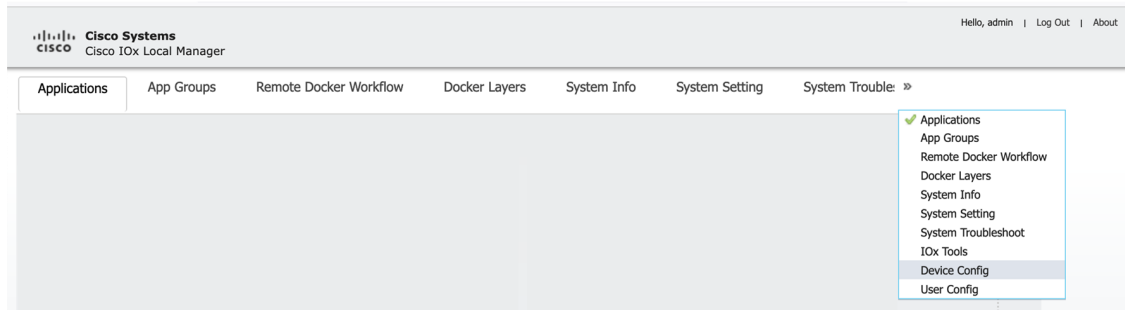 Hello, admin | Log Out | About
CISCO
Cisco Systems
Cisco IOx Local Manager
Applications App Groups Remote Docker Workflow Docker Layers System Info System Setting System Trouble »
Applications
App Groups
Remote Docker Workflow
Docker Layers
System Info
System Setting
System Troubleshoot
IOx Tools
Device Config
User Config